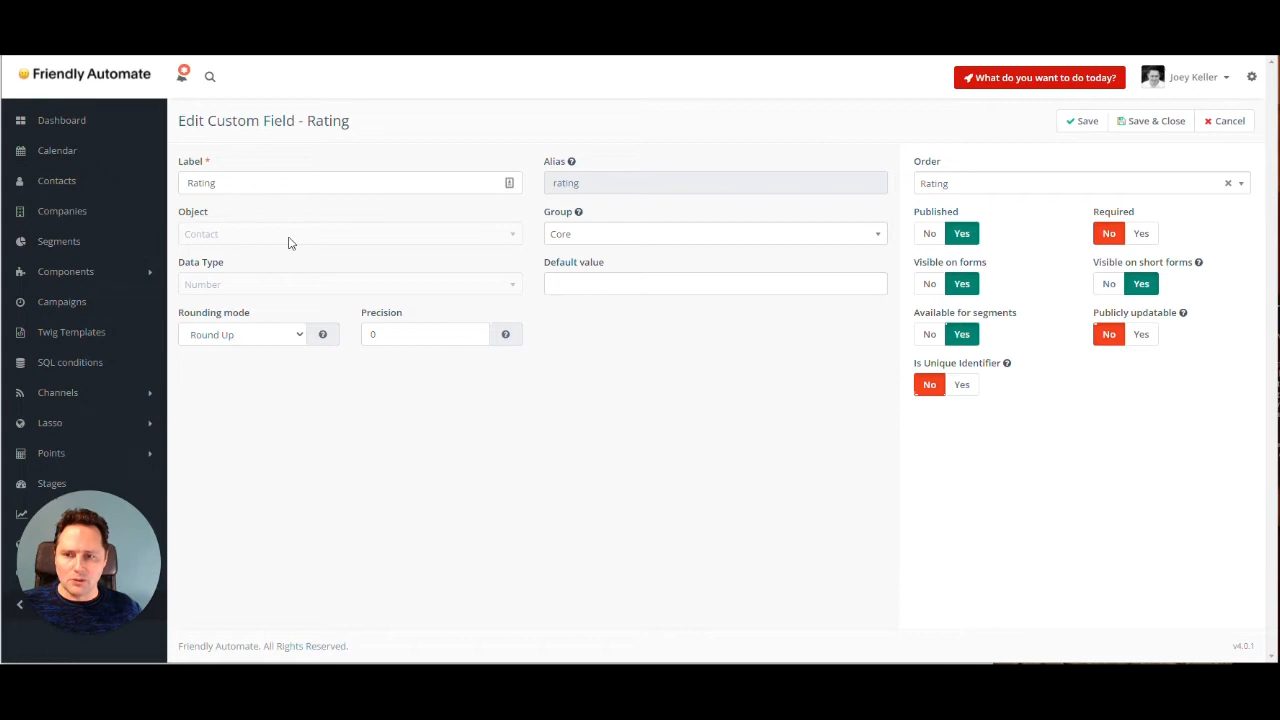 Friendly Automate
What do you want to do today?
Joey Keller
Dashboard
Calendar
Contacts
Companies
Segments
Components
Campaigns
Twig Templates
SQL conditions
Channels
Lasso
Points
Stages
Edit Custom Field - Rating
Save
Save & Close
Cancel
Label *
Rating
Alias
rating
Object
Contact
Group
Core
Data Type
Number
Default value
Rounding mode
Round Up
Precision
0
Order
Rating
Published
No Yes
Required
No Yes
Visible on forms
No Yes
Visible on short forms
No Yes
Available for segments
No Yes
Publicly updatable
No Yes
Is Unique Identifier
No Yes
Friendly Automate. All Rights Reserved.
v4.0.1